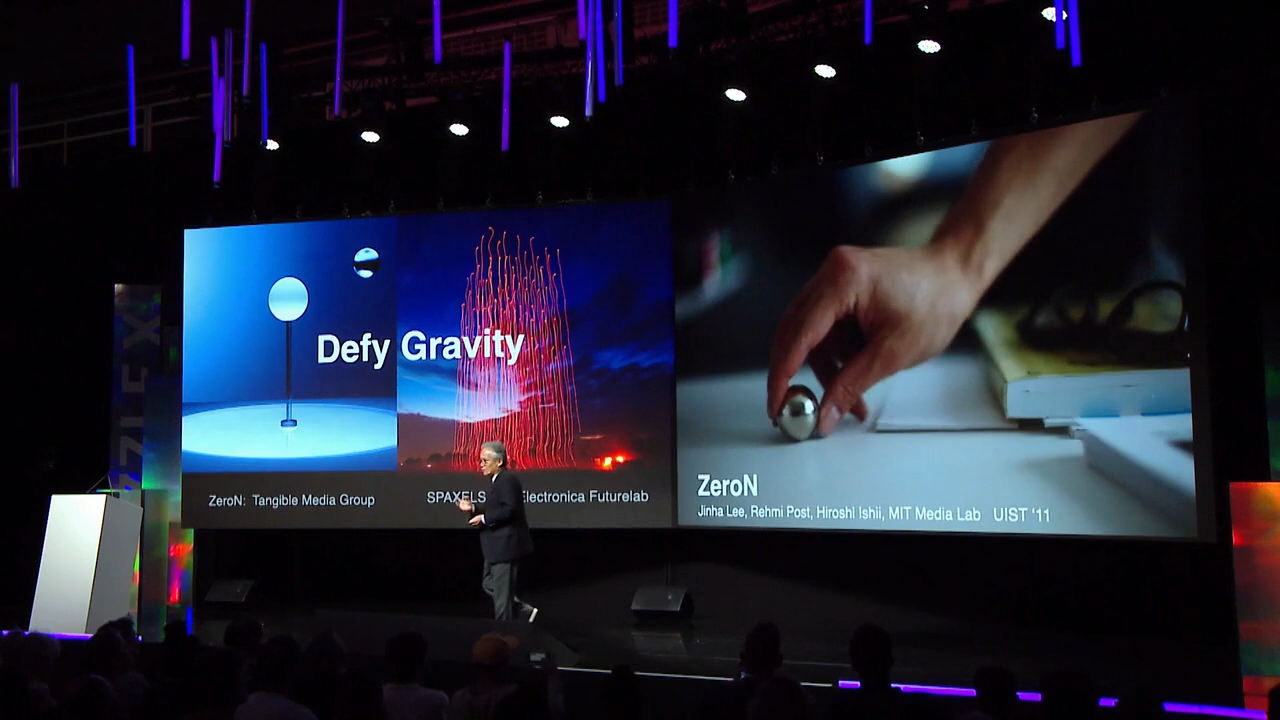 Defy Gravity
ZeroN: Tangible Media Group
SPAXELS Electronica Futurelab
ZeroN
Jinha Lee, Rehmi Post, Hiroshi Ishii, MIT Media Lab UIST '11